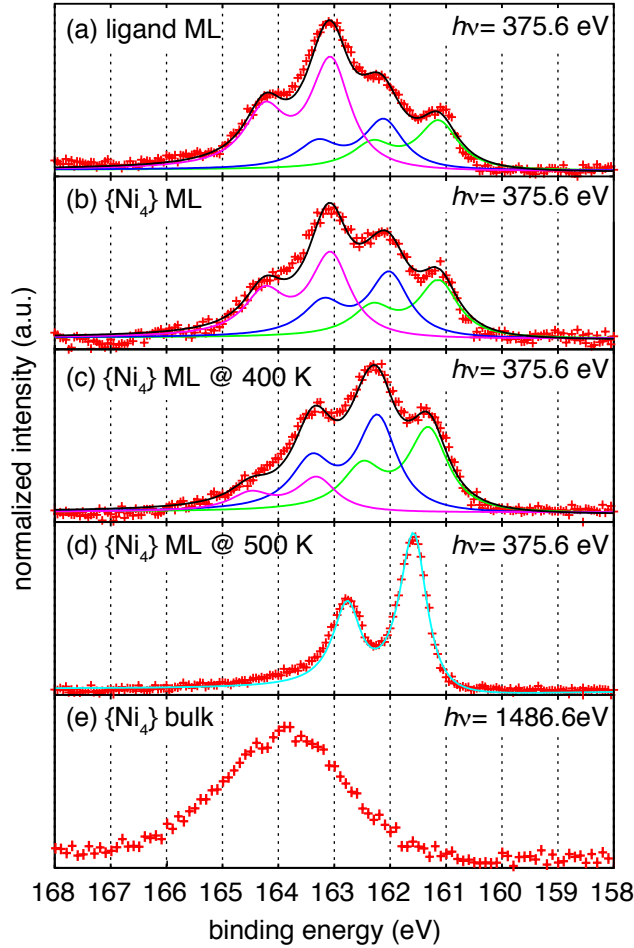 (a) ligand ML hν= 375.6 eV
(b) {Ni₄} ML hν= 375.6 eV
(c) {Ni₄} ML @ 400 K hν= 375.6 eV
(d) {Ni₄} ML @ 500 K hν= 375.6 eV
(e) {Ni₄} bulk hν= 1486.6eV
normalized intensity (a.u.)
168 167 166 165 164 163 162 161 160 159 158
binding energy (eV)